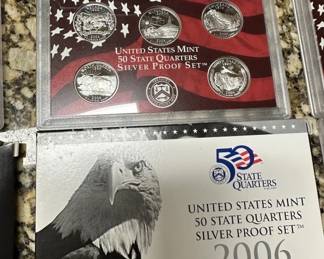 UNITED STATES MINT
50 STATE QUARTERS
SILVER PROOF SET™
50
STATE
QUARTERS
UNITED STATES MINT
50 STATE QUARTERS
SILVER PROOF SET™
2006